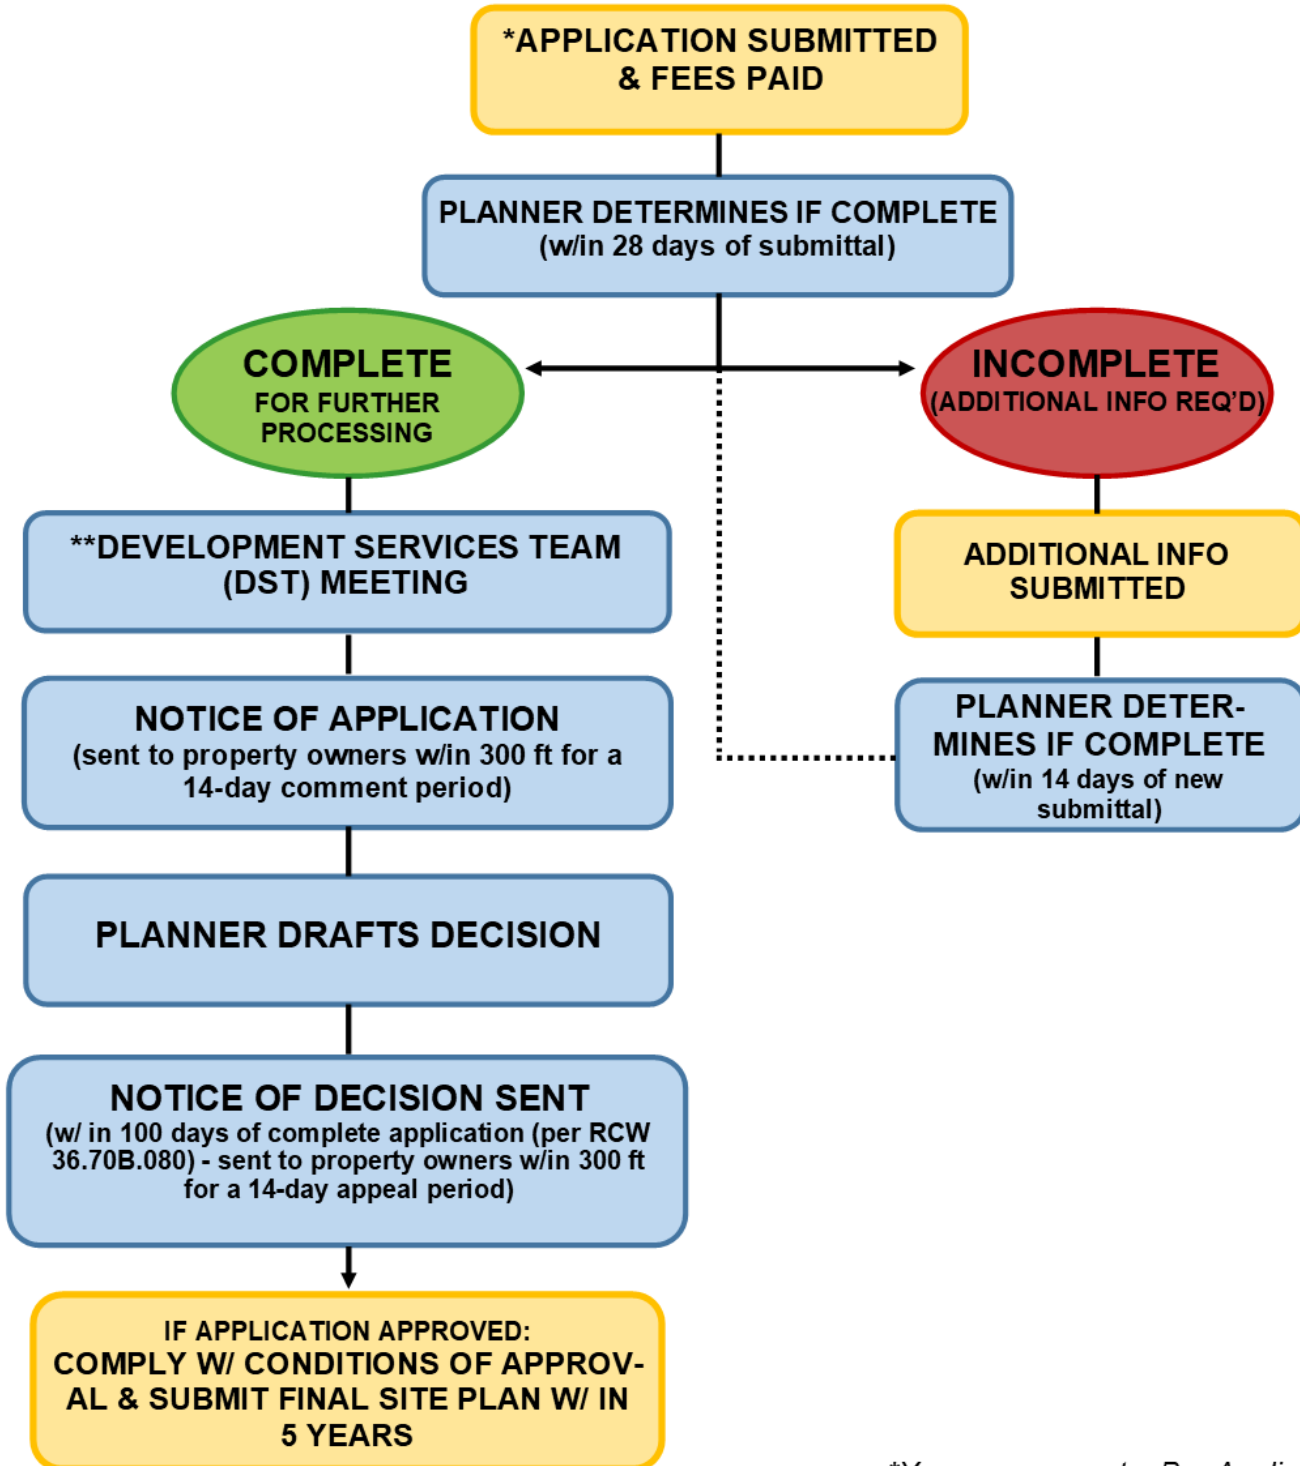 *APPLICATION SUBMITTED
& FEES PAID
PLANNER DETERMINES IF COMPLETE
(w/in 28 days of submittal)
COMPLETE
FOR FURTHER
PROCESSING
INCOMPLETE
(ADDITIONAL INFO REQ'D)
**DEVELOPMENT SERVICES TEAM
(DST) MEETING
ADDITIONAL INFO
SUBMITTED
NOTICE OF APPLICATION
(sent to property owners w/in 300 ft for a
14-day comment period)
PLANNER DETER-
MINES IF COMPLETE
(w/in 14 days of new
submittal)
PLANNER DRAFTS DECISION
NOTICE OF DECISION SENT
(w/ in 100 days of complete application (per RCW
36.70B.080) - sent to property owners w/in 300 ft
for a 14-day appeal period)
IF APPLICATION APPROVED:
COMPLY W/ CONDITIONS OF APPROV-
AL & SUBMIT FINAL SITE PLAN W/ IN
5 YEARS